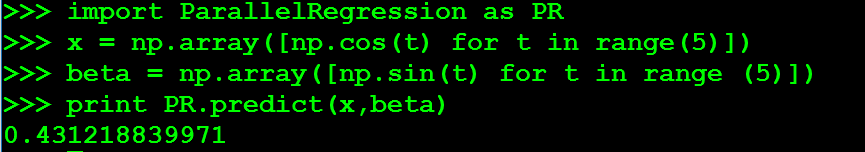 >>> import ParallelRegression as PR
>>> x = np.array([np.cos(t) for t in range(5)])
>>> beta = np.array([np.sin(t) for t in range (5)])
>>> print PR.predict(x,beta)
0.431218839971